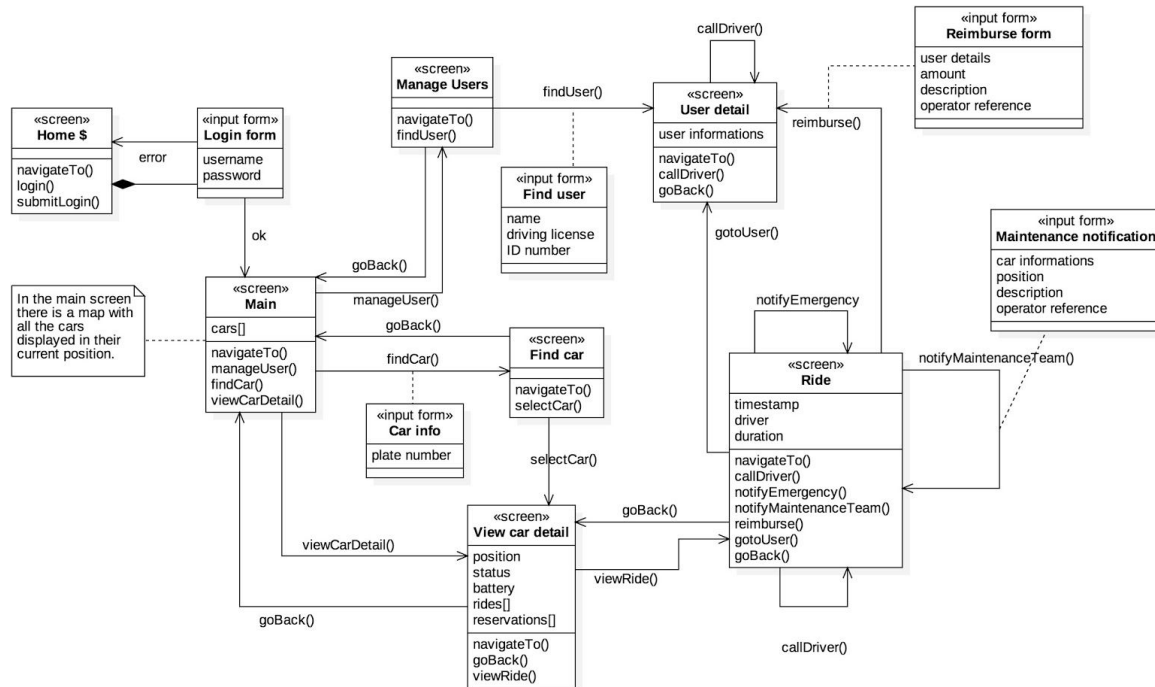 «screen»
Home $
navigateTo()
login()
submitLogin()
error
«input form»
Login form
username
password
ok
«screen»
Manage Users
navigateTo()
findUser()
findUser()
«input form»
Find user
name
driving license
ID number
callDriver()
«screen»
User detail
user informations
navigateTo()
callDriver()
goBack()
reimburse()
«input form»
Reimburse form
user details
amount
description
operator reference
gotoUser()
«input form»
Maintenance notification
car informations
position
description
operator reference
goBack()
manageUser()
In the main screen
there is a map with
all the cars
displayed in their
current position.
«screen»
Main
cars[]
navigateTo()
manageUser()
findCar()
viewCarDetail()
goBack()
findCar()
«screen»
Find car
navigateTo()
selectCar()
«input form»
Car info
plate number
selectCar()
notifyEmergency
notifyMaintenanceTeam()
«screen»
Ride
timestamp
driver
duration
navigateTo()
callDriver()
notifyEmergency()
notifyMaintenanceTeam()
reimburse()
gotoUser()
goBack()
viewCarDetail()
goBack()
«screen»
View car detail
position
status
battery
rides[]
reservations[]
navigateTo()
goBack()
viewRide()
goBack()
viewRide()
callDriver()